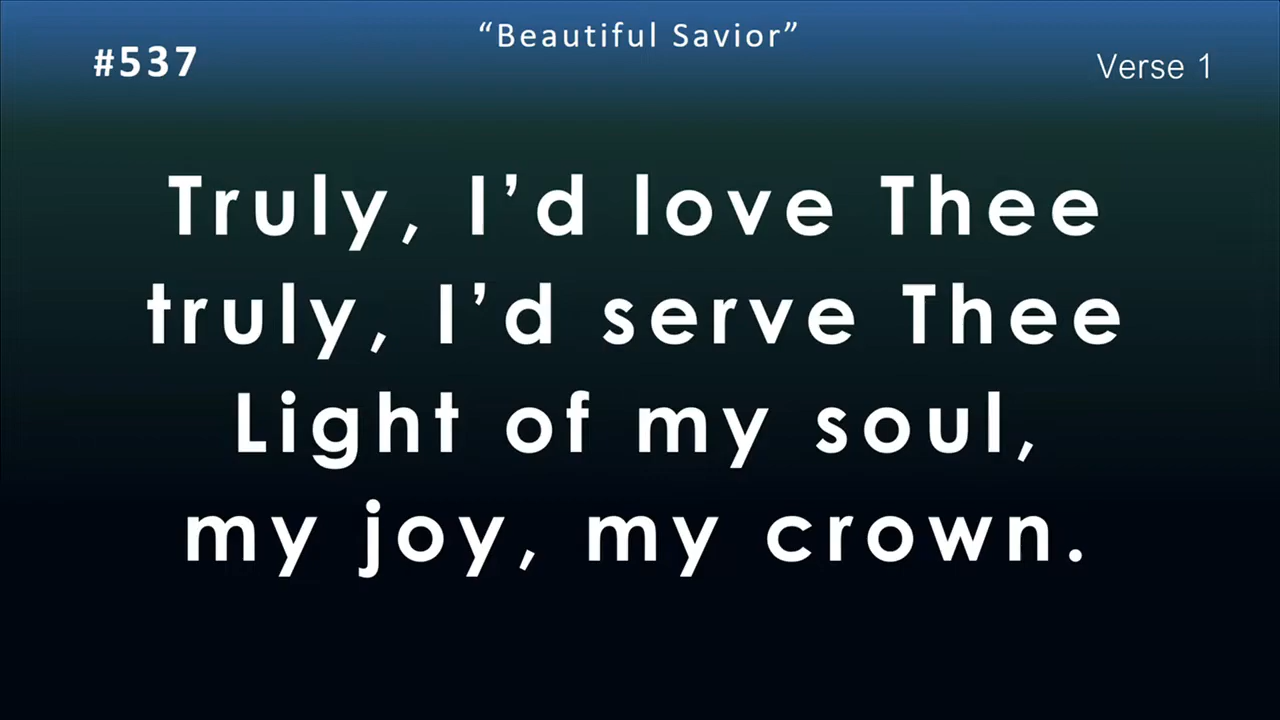 “Beautiful Savior”
#537
Verse 1
Truly, I’d love Thee
truly, I’d serve Thee
Light of my soul,
my joy, my crown.